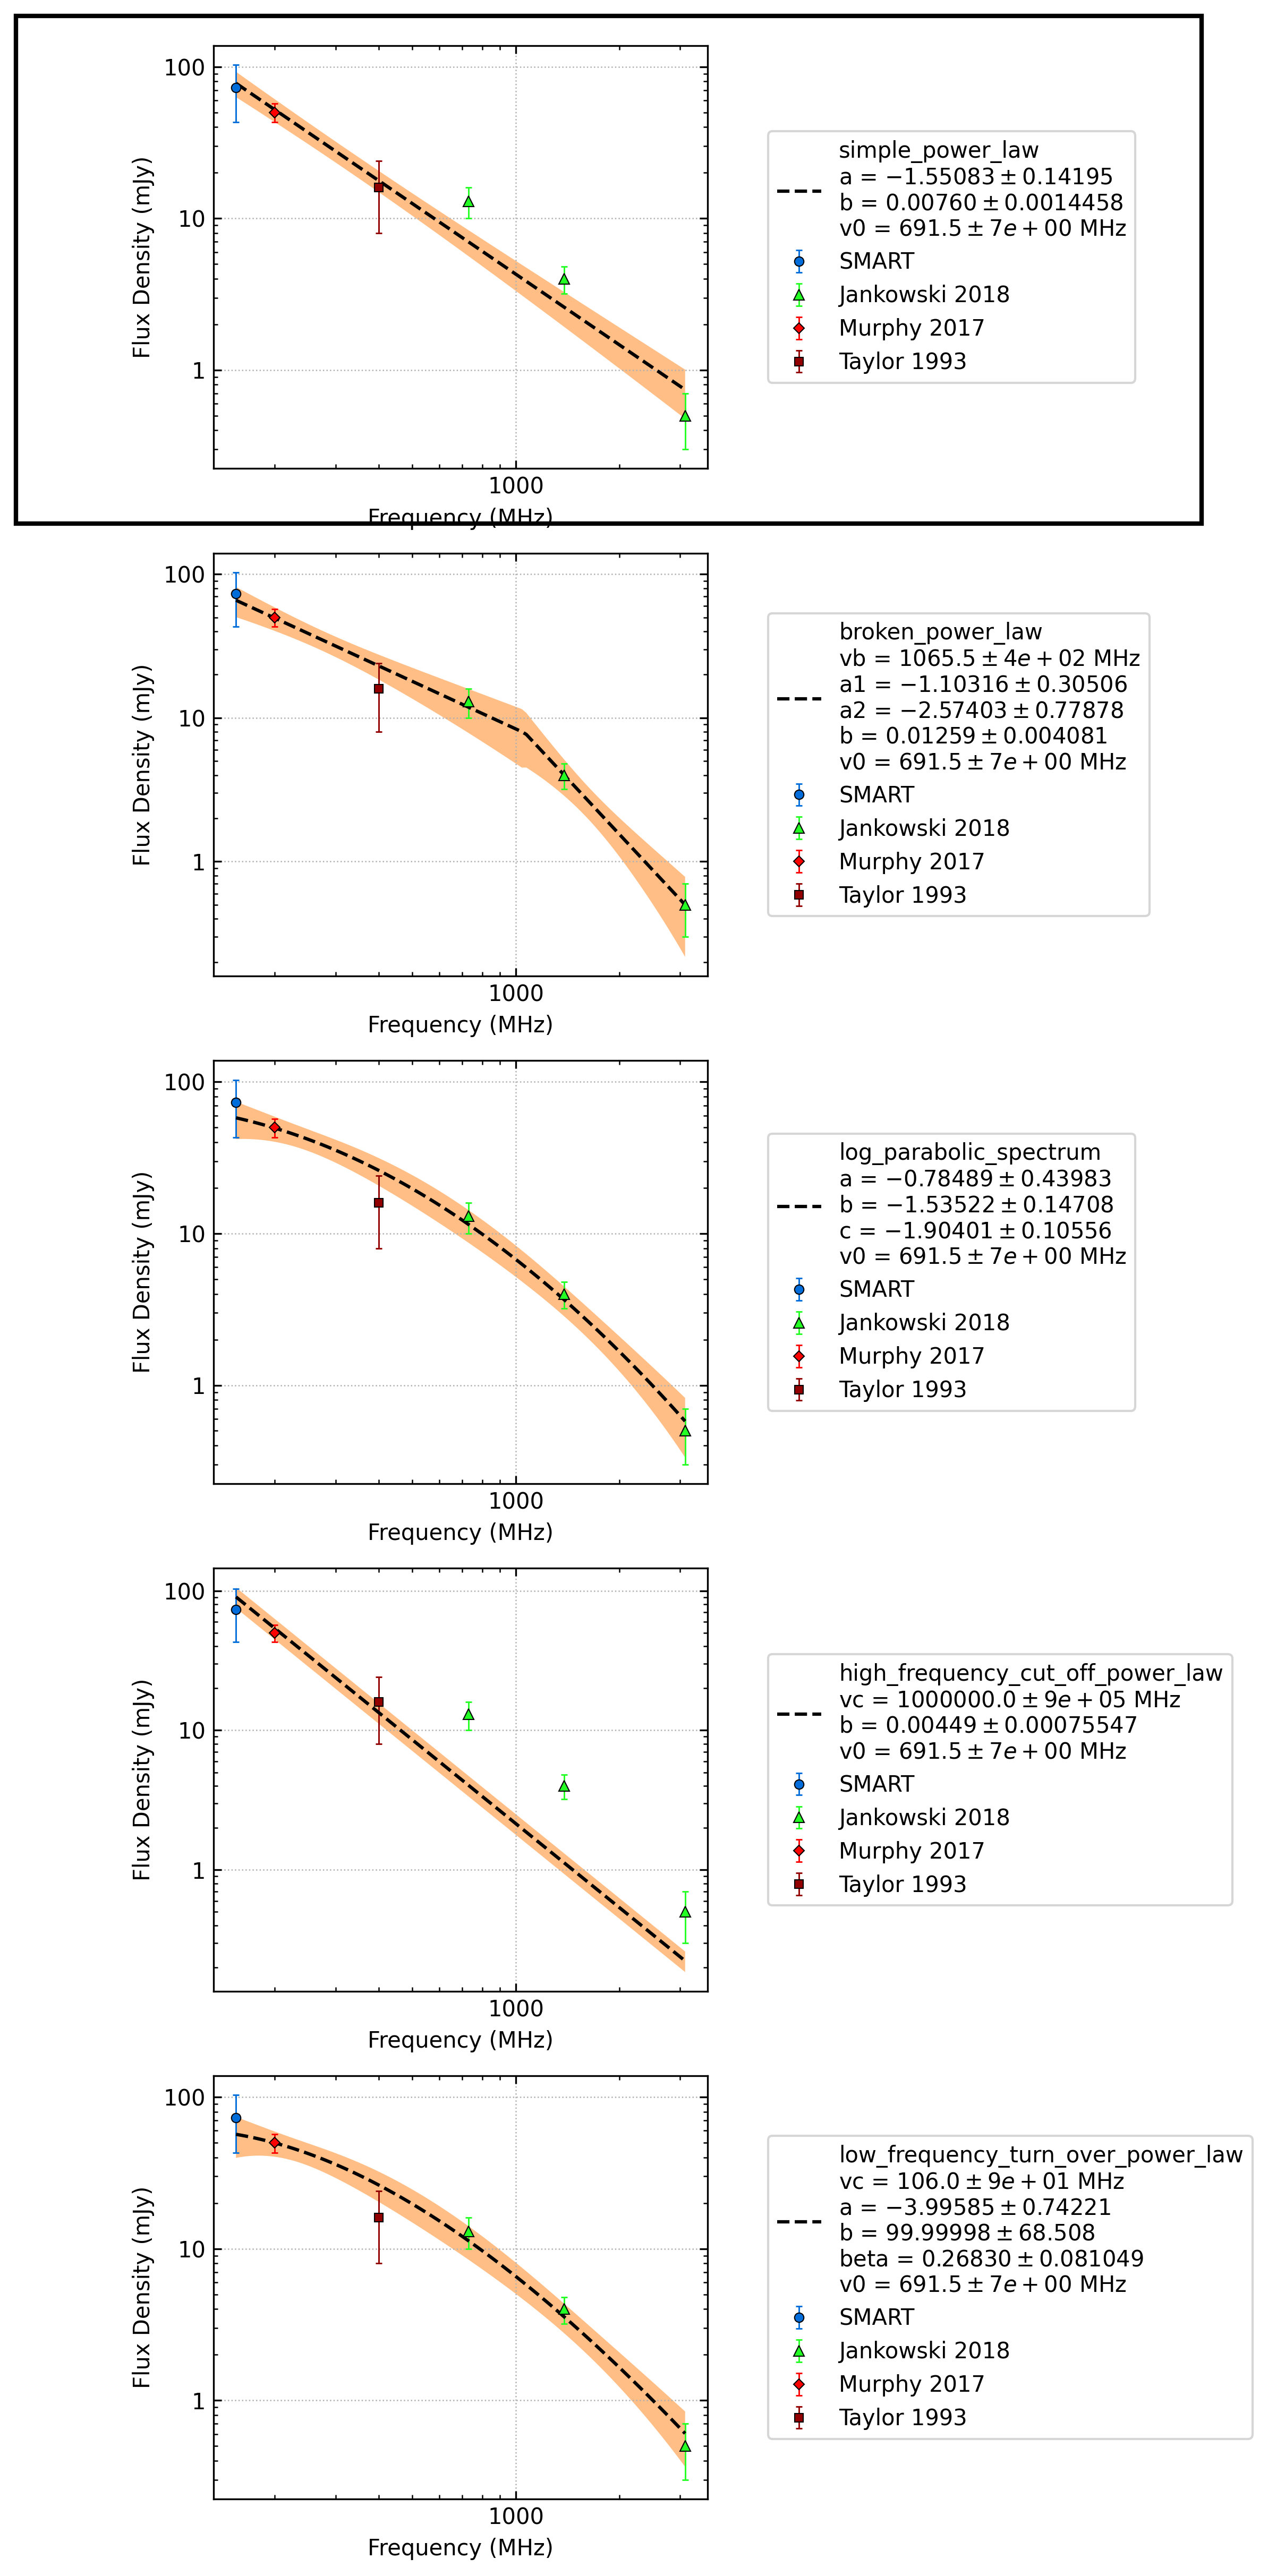 100
10
1
Flux Density (mJy)
1000
Frequency (MHz)
simple_power_law
a = −1.55083 ± 0.14195
b = 0.00760 ± 0.0014458
v0 = 691.5 ± 7e + 00 MHz
SMART
Jankowski 2018
Murphy 2017
Taylor 1993
100
10
1
Flux Density (mJy)
1000
Frequency (MHz)
broken_power_law
vb = 1065.5 ± 4e + 02 MHz
a1 = −1.10316 ± 0.30506
a2 = −2.57403 ± 0.77878
b = 0.01259 ± 0.004081
v0 = 691.5 ± 7e + 00 MHz
SMART
Jankowski 2018
Murphy 2017
Taylor 1993
100
10
1
Flux Density (mJy)
1000
Frequency (MHz)
log_parabolic_spectrum
a = −0.78489 ± 0.43983
b = −1.53522 ± 0.14708
c = −1.90401 ± 0.10556
v0 = 691.5 ± 7e + 00 MHz
SMART
Jankowski 2018
Murphy 2017
Taylor 1993
100
10
1
Flux Density (mJy)
1000
Frequency (MHz)
high_frequency_cut_off_power_law
vc = 1000000.0 ± 9e + 05 MHz
b = 0.00449 ± 0.00075547
v0 = 691.5 ± 7e + 00 MHz
SMART
Jankowski 2018
Murphy 2017
Taylor 1993
100
10
1
Flux Density (mJy)
1000
Frequency (MHz)
low_frequency_turn_over_power_law
vc = 106.0 ± 9e + 01 MHz
a = −3.99585 ± 0.74221
b = 99.99998 ± 68.508
beta = 0.26830 ± 0.081049
v0 = 691.5 ± 7e + 00 MHz
SMART
Jankowski 2018
Murphy 2017
Taylor 1993